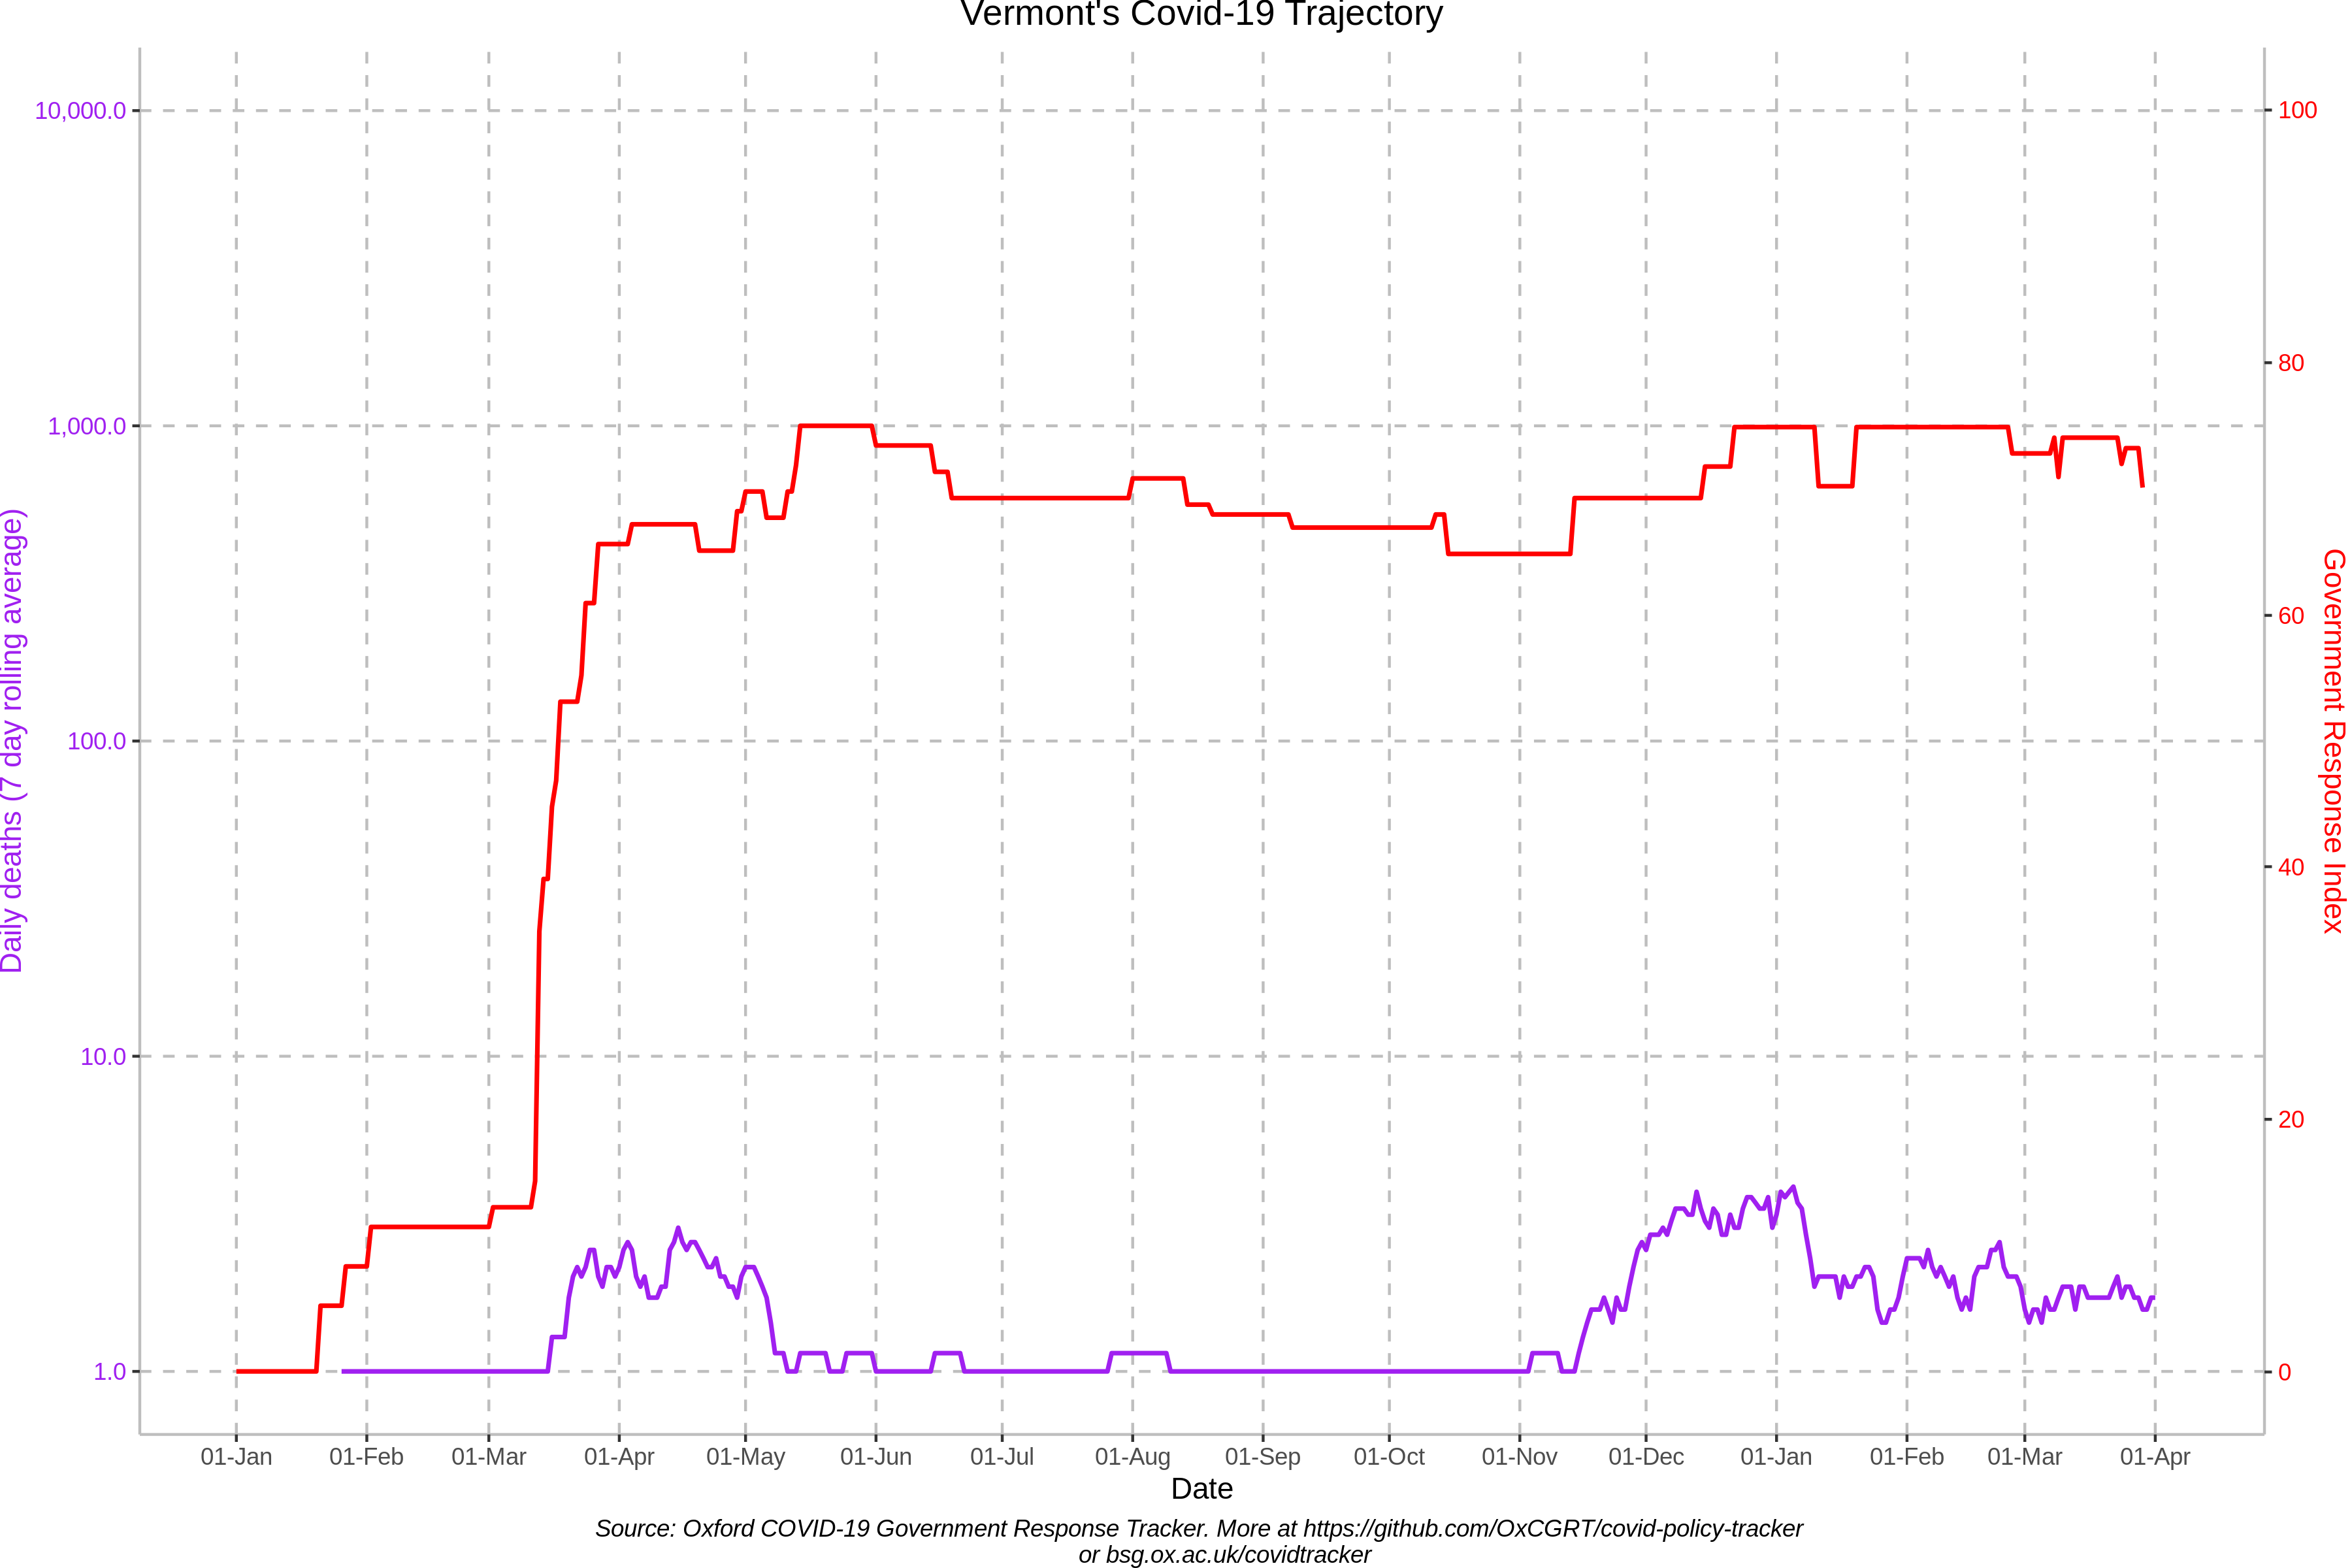 Vermont's Covid-19 Trajectory
10,000.0
1,000.0
100.0
10.0
1.0
Daily deaths (7 day rolling average)
100
80
60
40
20
0
Government Response Index
01-Jan 01-Feb 01-Mar 01-Apr 01-May 01-Jun 01-Jul 01-Aug 01-Sep 01-Oct 01-Nov 01-Dec 01-Jan 01-Feb 01-Mar 01-Apr
Date
Source: Oxford COVID-19 Government Response Tracker. More at https://github.com/OxCGRT/covid-policy-tracker
or bsg.ox.ac.uk/covidtracker